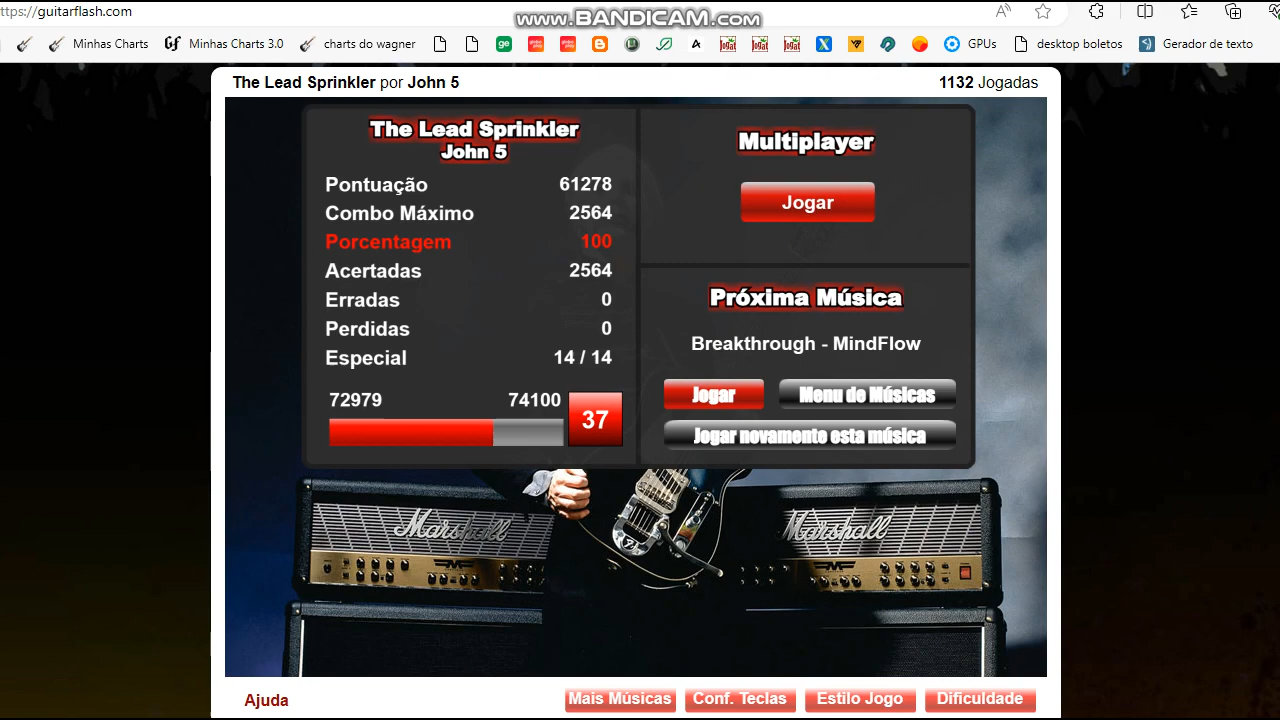 ttps://guitarflash.com
www.BANDICAM.com
Minhas Charts
Minhas Charts 3.0
charts do wagner
GPUs
desktop boletos
Gerador de texto
The Lead Sprinkler por John 5
1132 Jogadas
The Lead Sprinkler
John 5
Pontuação 61278
Combo Máximo 2564
Porcentagem 100
Acertadas 2564
Erradas 0
Perdidas 0
Especial 14 / 14
72979 74100
37
Multiplayer
Jogar
Próxima Música
Breakthrough - MindFlow
Jogar
Menu de Músicas
Jogar novamente esta música
Marshall
Marshall
Ajuda
Mais Músicas
Conf. Teclas
Estilo Jogo
Dificuldade